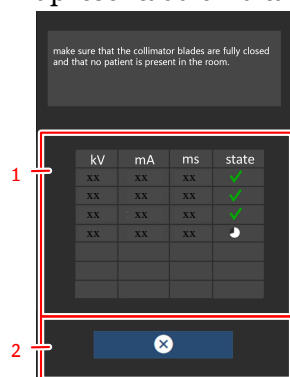 make sure that the collimator blades are fully closed
and that no patient is present in the room.
kV mA ms state
xx xx xx
xx xx xx
xx xx xx
xx xx xx
1
2